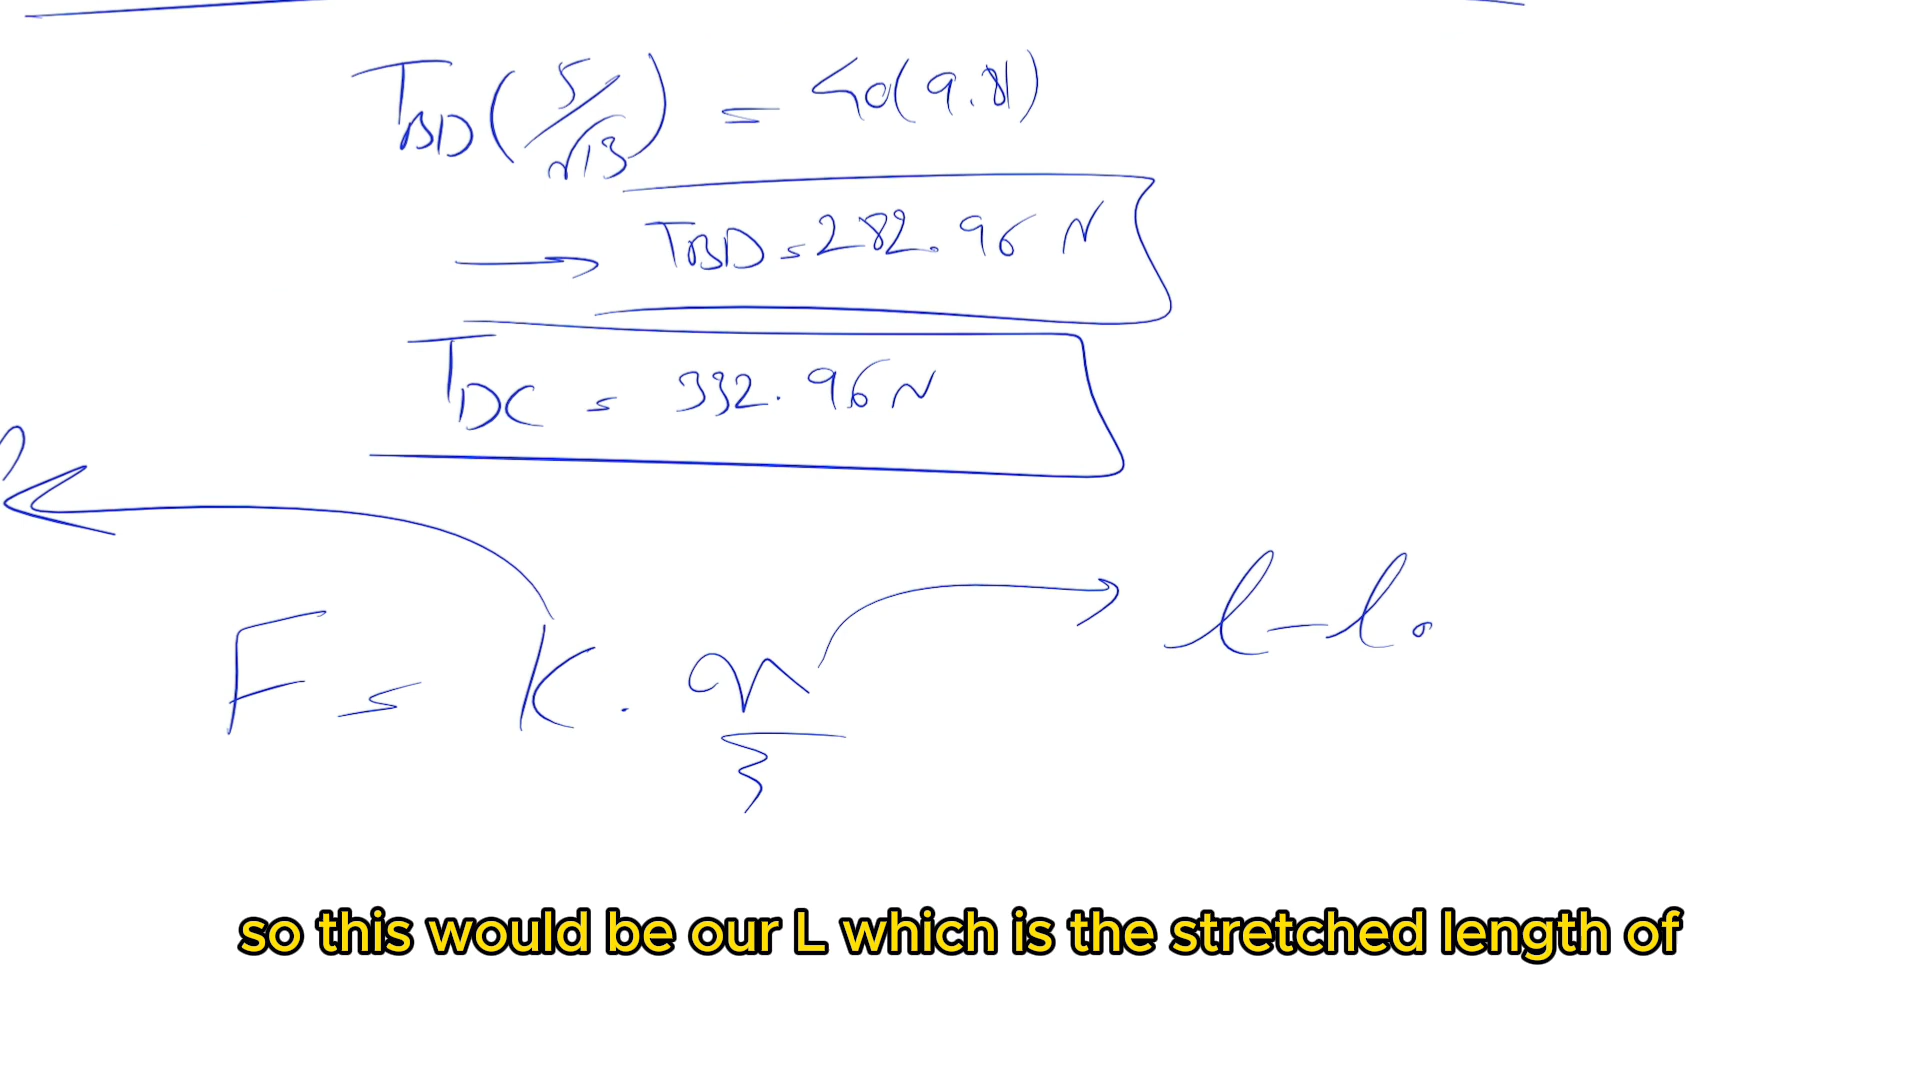 T_BD (5/√13) = 40(9.81)
→ T_BD = 282.96 N
T_DC = 332.96 N
F = K . x
l - l₀
so this would be our L which is the stretched length of